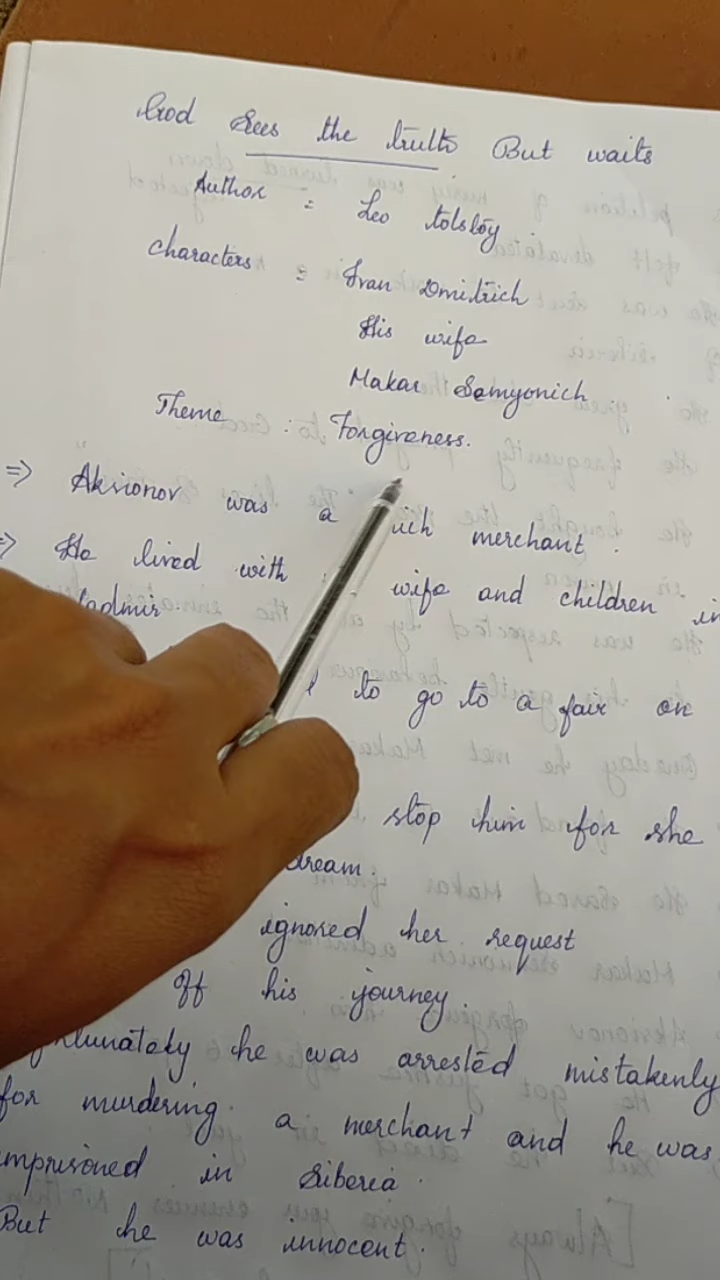 God Sees the truth But waits
Author = Leo tolstoy
characters = Ivan Dmitrich
His wife
Makar Semyonich
Theme : Forgiveness.
=> Aksionov was a rich merchant.
=> He lived with wife and children in
to go to a fair on
stop him for she
dream.
ignored her request
off his journey.
he was arrested mistakenly
for murdering a merchant and he was
imprisoned in Siberia.
But he was innocent.